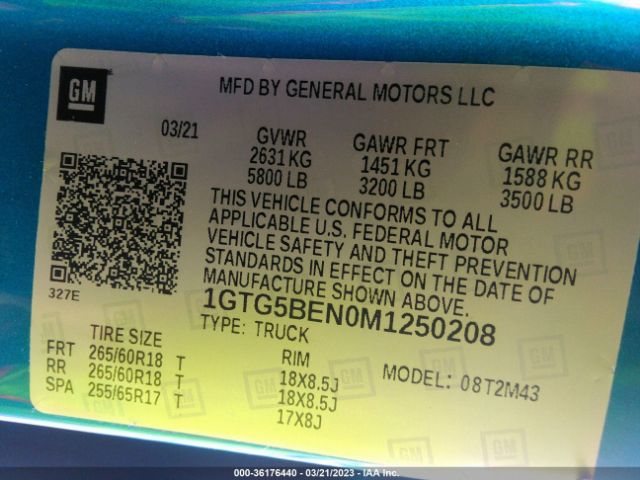 GM
MFD BY GENERAL MOTORS LLC
03/21
GVWR GAWR FRT GAWR RR
2631 KG 1451 KG 1588 KG
5800 LB 3200 LB 3500 LB
THIS VEHICLE CONFORMS TO ALL
APPLICABLE U.S. FEDERAL MOTOR
VEHICLE SAFETY AND THEFT PREVENTION
STANDARDS IN EFFECT ON THE DATE OF
MANUFACTURE SHOWN ABOVE.
327E
1GTG5BEN0M1250208
TYPE: TRUCK
TIRE SIZE RIM MODEL: 08T2M43
FRT 265/60R18 T 18X8.5J
RR 265/60R18 T 18X8.5J
SPA 255/65R17 T 17X8J
000-36176440 - 03/21/2023 - IAA Inc.